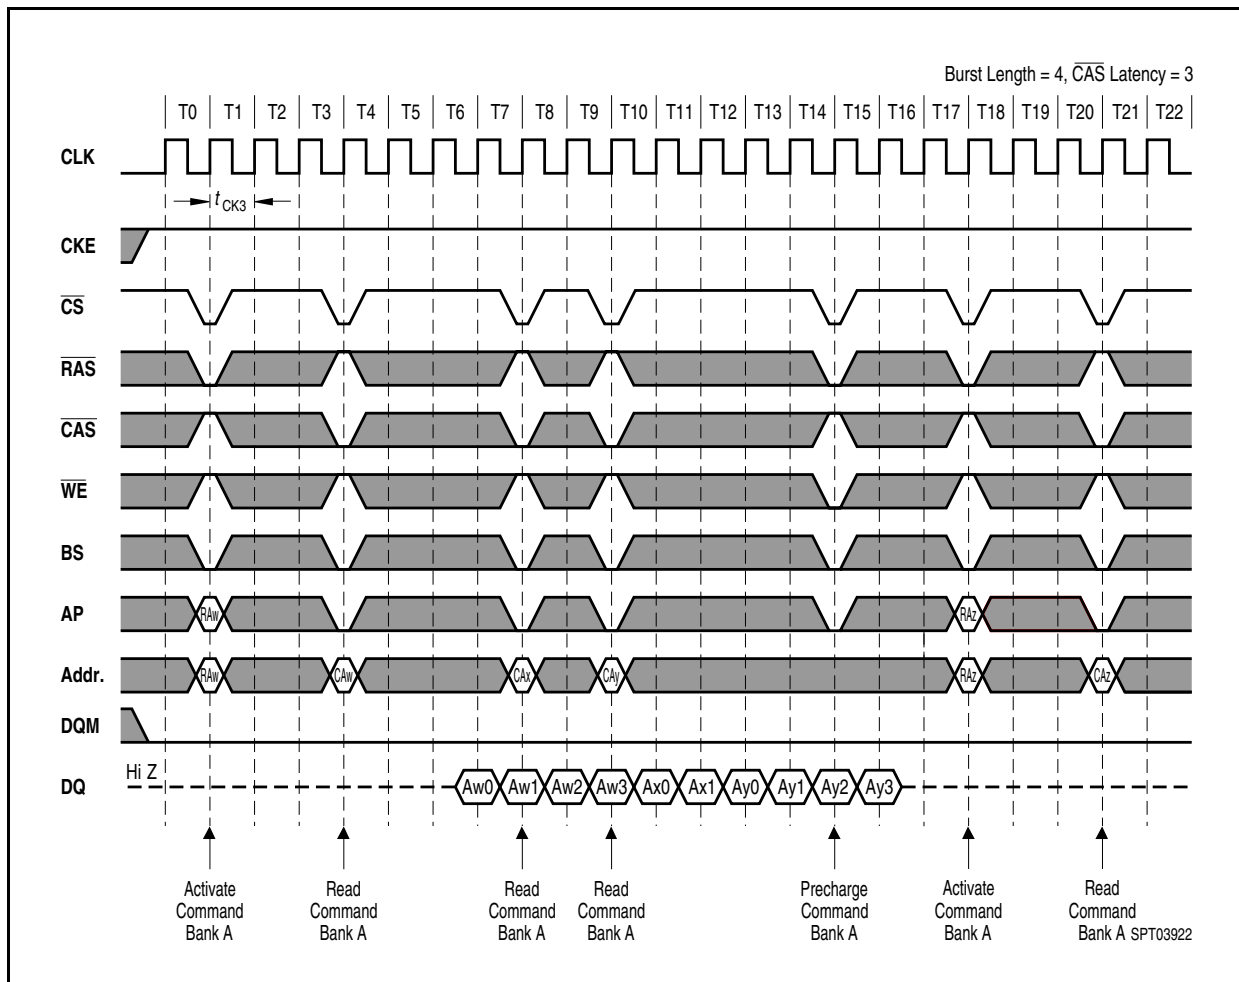 Burst Length = 4, CAS Latency = 3
T0 T1 T2 T3 T4 T5 T6 T7 T8 T9 T10 T11 T12 T13 T14 T15 T16 T17 T18 T19 T20 T21 T22
CLK
t CK3
CKE
CS
RAS
CAS
WE
BS
AP RAw RAz
Addr. RAw CAw CAx CAy RAz CAz
DQM
Hi Z
DQ Aw0 Aw1 Aw2 Aw3 Ax0 Ax1 Ay0 Ay1 Ay2 Ay3
Activate Read Read Read Precharge Activate Read
Command Command Command Command Command Command Command
Bank A Bank A Bank A Bank A Bank A Bank A Bank A SPT03922